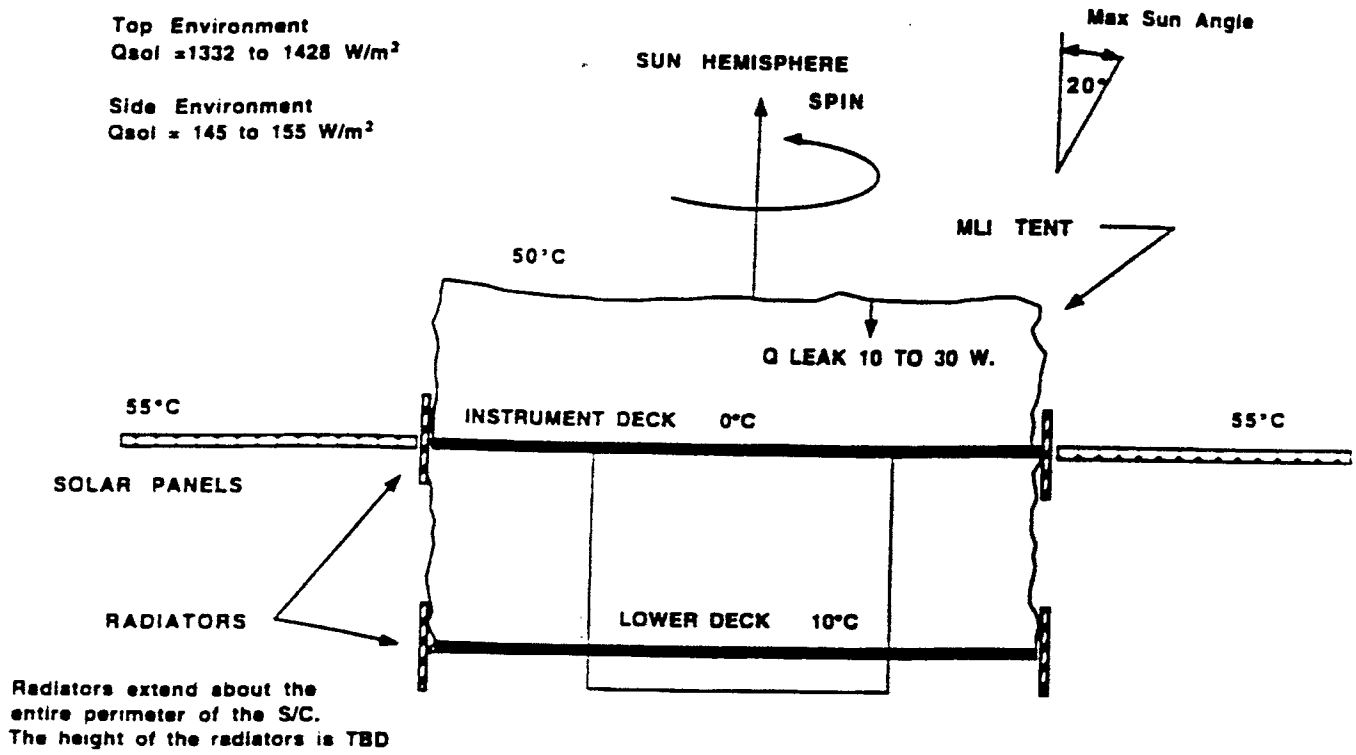 Top Environment
Qsol =1332 to 1428 W/m²
Side Environment
Qsol = 145 to 155 W/m²
Max Sun Angle
20°
SUN HEMISPHERE
SPIN
MLI TENT
50°C
Q LEAK 10 TO 30 W.
55°C
INSTRUMENT DECK 0°C
55°C
SOLAR PANELS
RADIATORS
LOWER DECK 10°C
Radiators extend about the
entire perimeter of the S/C.
The height of the radiators is TBD